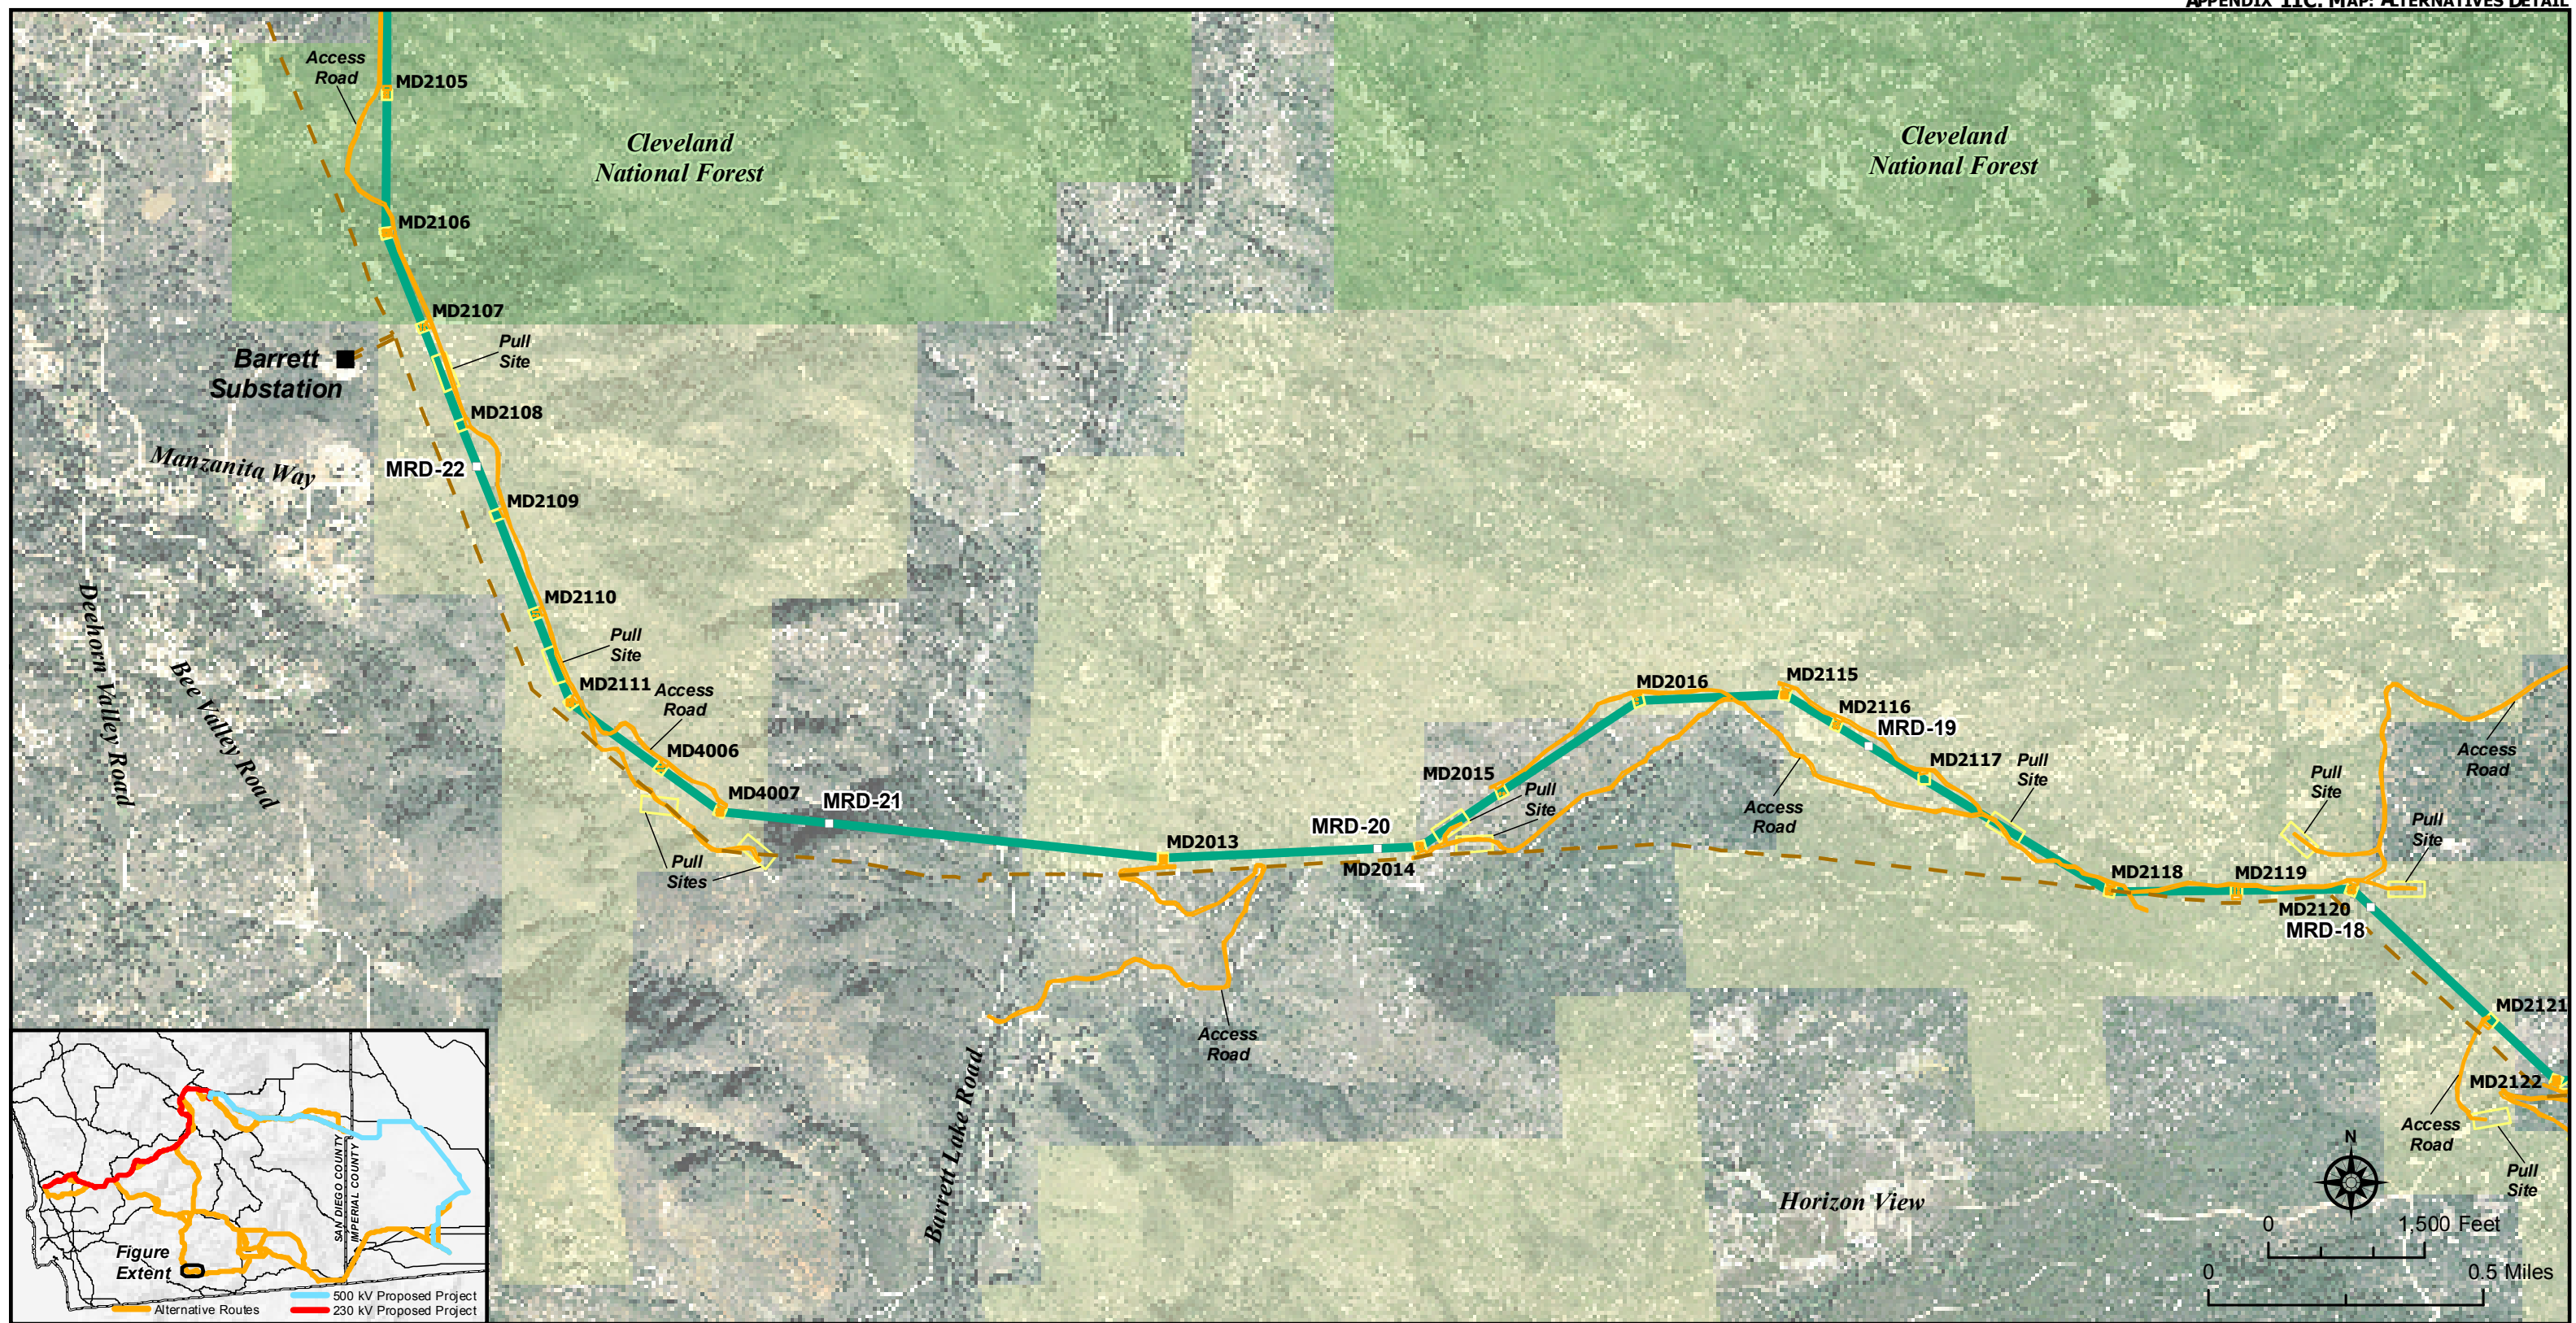 APPENDIX 11C. MAP: ALTERNATIVES DETAIL
Access
Road
MD2105
Cleveland
National Forest
Cleveland
National Forest
MD2106
MD2107
Pull
Site
Barrett
Substation
MD2108
Manzanita Way
MRD-22
MD2109
Deehorn Valley Road
Bee Valley Road
MD2110
Pull
Site
MD2111
Access
Road
MD4006
MD4007
MRD-21
Pull
Sites
MD2013
MRD-20
MD2014
MD2015
Pull
Site
MD2016
MD2115
MD2116
MRD-19
MD2117
Access
Road
Pull
Site
MD2118
MD2119
Pull
Site
Access
Road
Pull
Site
MD2120
MRD-18
MD2121
MD2122
Access
Road
Pull
Site
Access
Road
Barrett Lake Road
Horizon View
N
0 1,500 Feet
0 0.5 Miles
SAN DIEGO COUNTY
IMPERIAL COUNTY
Figure
Extent
Alternative Routes
500 kV Proposed Project
230 kV Proposed Project